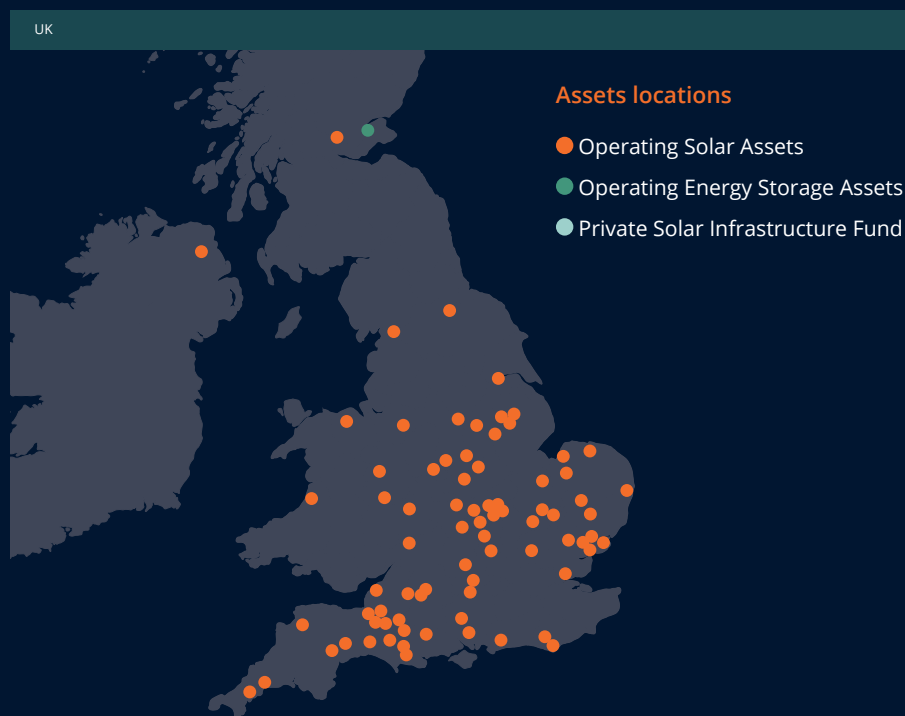 UK
Assets locations
Operating Solar Assets
Operating Energy Storage Assets
Private Solar Infrastructure Fund